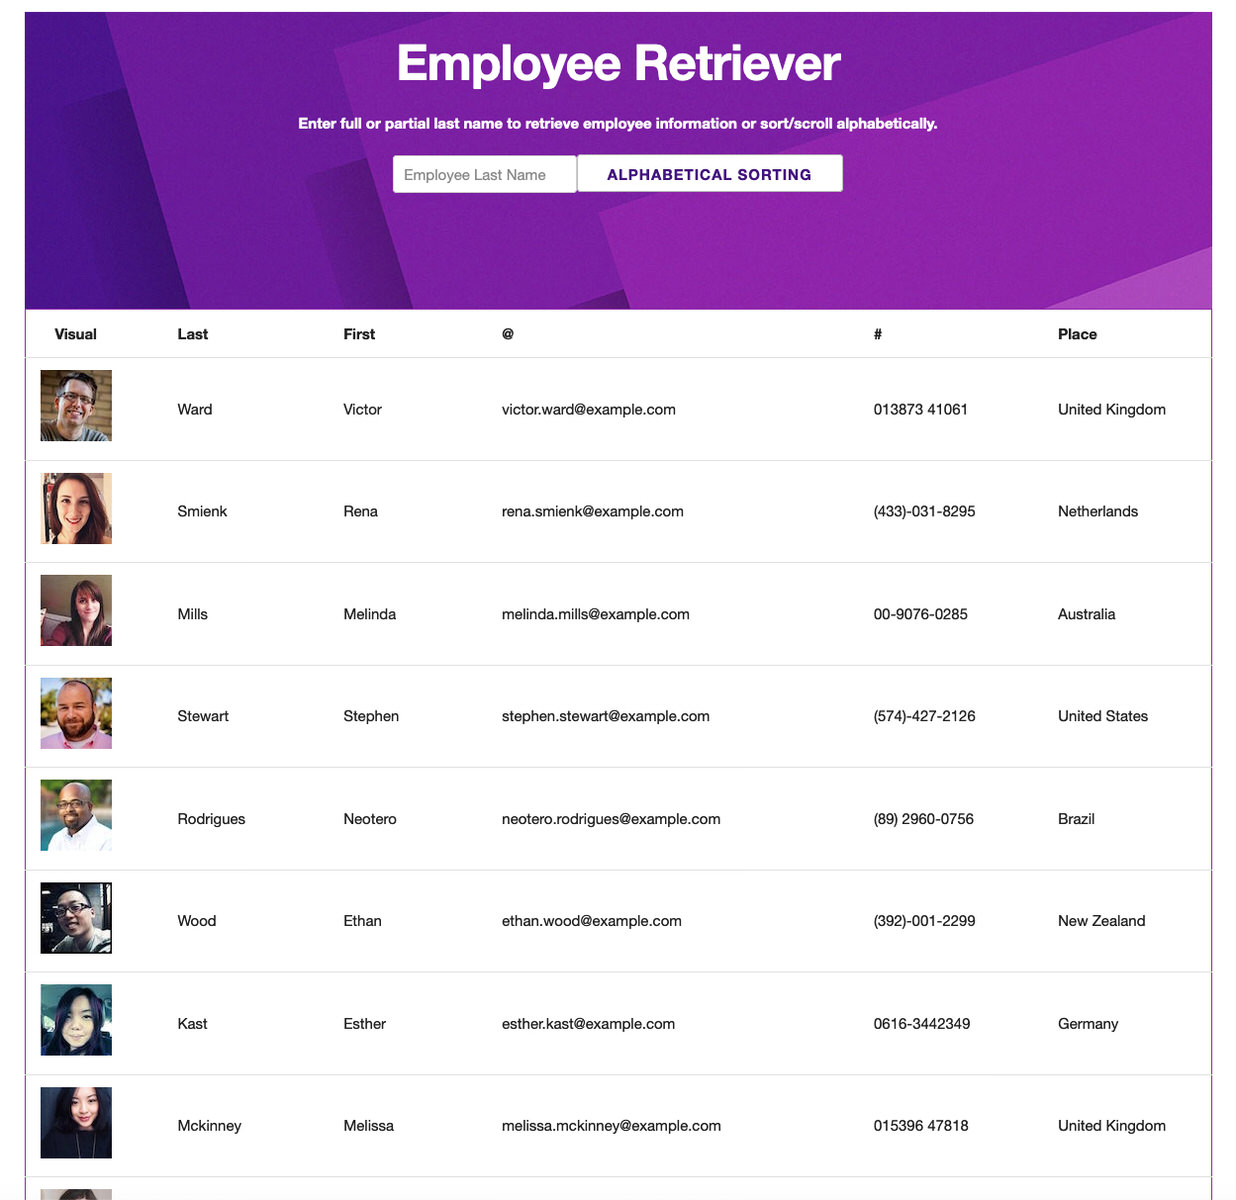 Employee Retriever
Enter full or partial last name to retrieve employee information or sort/scroll alphabetically.
Employee Last Name ALPHABETICAL SORTING
Visual Last First @ # Place
Ward Victor victor.ward@example.com 013873 41061 United Kingdom
Smienk Rena rena.smienk@example.com (433)-031-8295 Netherlands
Mills Melinda melinda.mills@example.com 00-9076-0285 Australia
Stewart Stephen stephen.stewart@example.com (574)-427-2126 United States
Rodrigues Neotero neotero.rodrigues@example.com (89) 2960-0756 Brazil
Wood Ethan ethan.wood@example.com (392)-001-2299 New Zealand
Kast Esther esther.kast@example.com 0616-3442349 Germany
Mckinney Melissa melissa.mckinney@example.com 015396 47818 United Kingdom